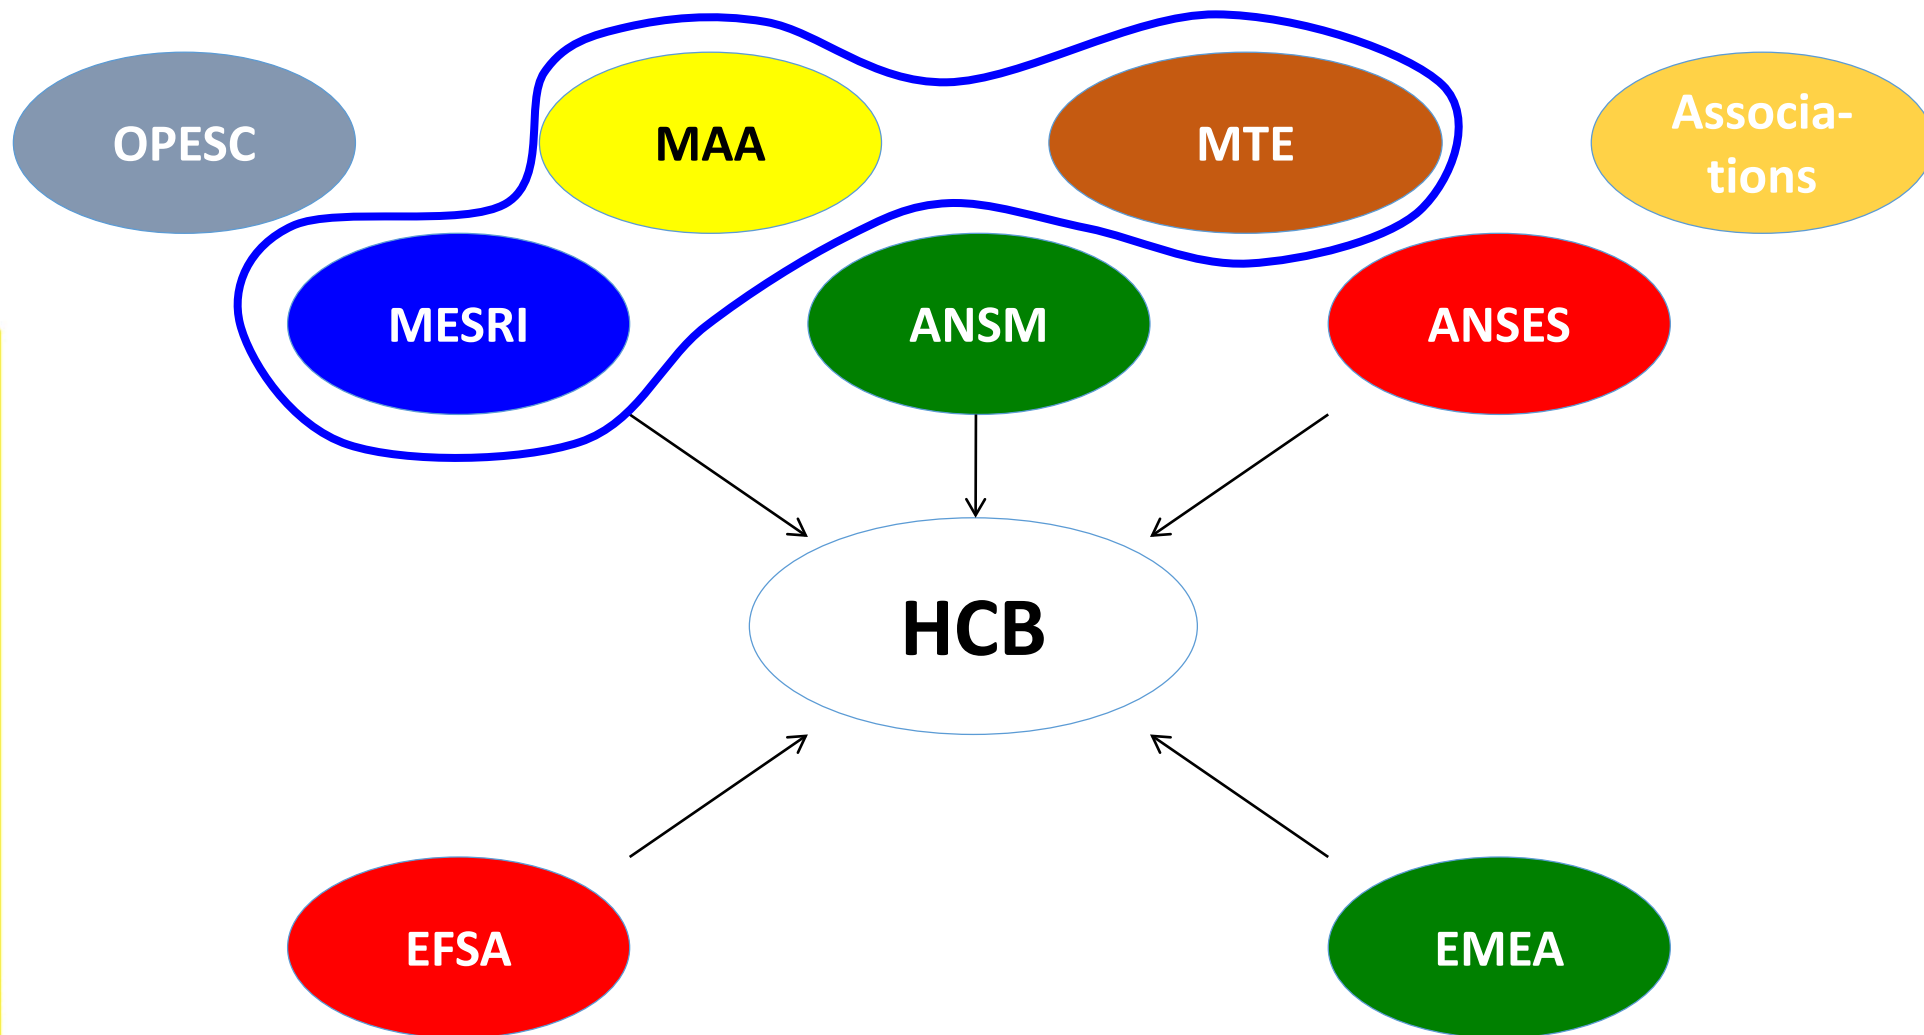 OPESC
MAA
MTE
Associa-
tions
MESRI
ANSM
ANSES
HCB
EFSA
EMEA